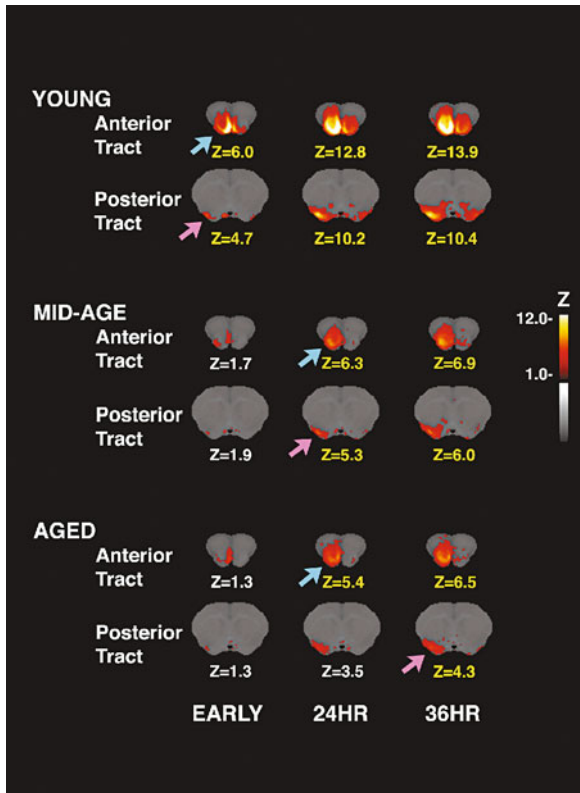 YOUNG
Anterior
Tract
Z=6.0 Z=12.8 Z=13.9
Posterior
Tract
Z=4.7 Z=10.2 Z=10.4
MID-AGE
Anterior
Tract
Z=1.7 Z=6.3 Z=6.9
Posterior
Tract
Z=1.9 Z=5.3 Z=6.0
Z
12.0-
1.0-
AGED
Anterior
Tract
Z=1.3 Z=5.4 Z=6.5
Posterior
Tract
Z=1.3 Z=3.5 Z=4.3
EARLY 24HR 36HR